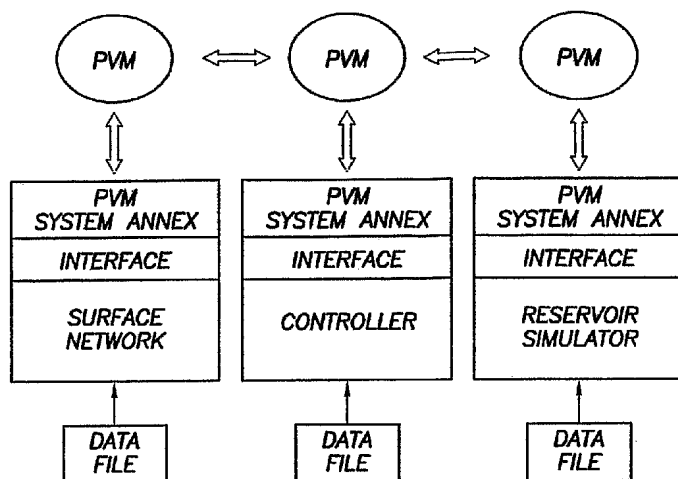 PVM
PVM
PVM
PVM
SYSTEM ANNEX
INTERFACE
SURFACE
NETWORK
PVM
SYSTEM ANNEX
INTERFACE
CONTROLLER
PVM
SYSTEM ANNEX
INTERFACE
RESERVOIR
SIMULATOR
DATA
FILE
DATA
FILE
DATA
FILE